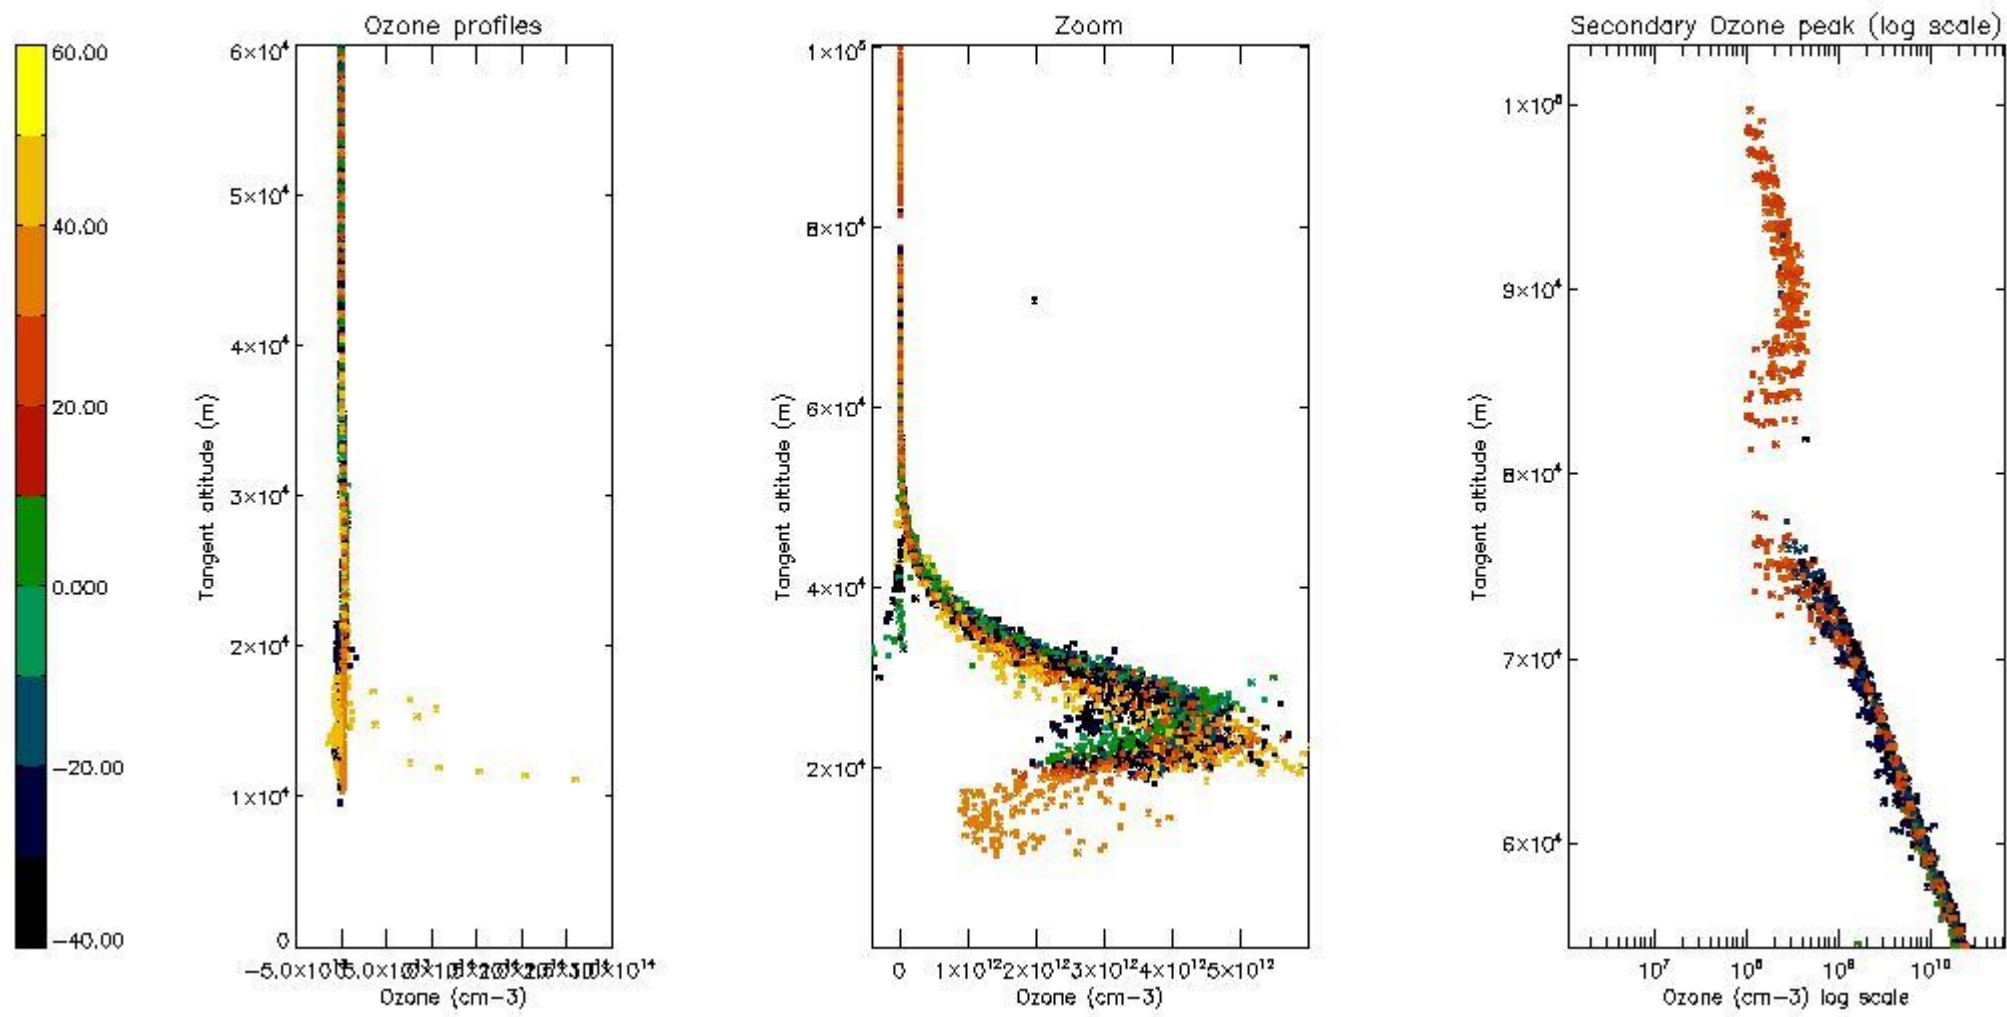 Ozone profiles
Zoom
Secondary Ozone peak (log scale)
60.00
40.00
20.00
0.000
−20.00
−40.00
6×10⁴
5×10⁴
4×10⁴
3×10⁴
2×10⁴
1×10⁴
0
Tangent altitude (m)
Ozone (cm−3)
1×10⁵
8×10⁴
6×10⁴
4×10⁴
2×10⁴
Tangent altitude (m)
0 1×10¹² 2×10¹² 3×10¹² 4×10¹² 5×10¹²
Ozone (cm−3)
9×10⁴
8×10⁴
7×10⁴
6×10⁴
Tangent altitude (m)
10⁷ 10⁸ 10⁹ 10¹⁰
Ozone (cm−3) log scale